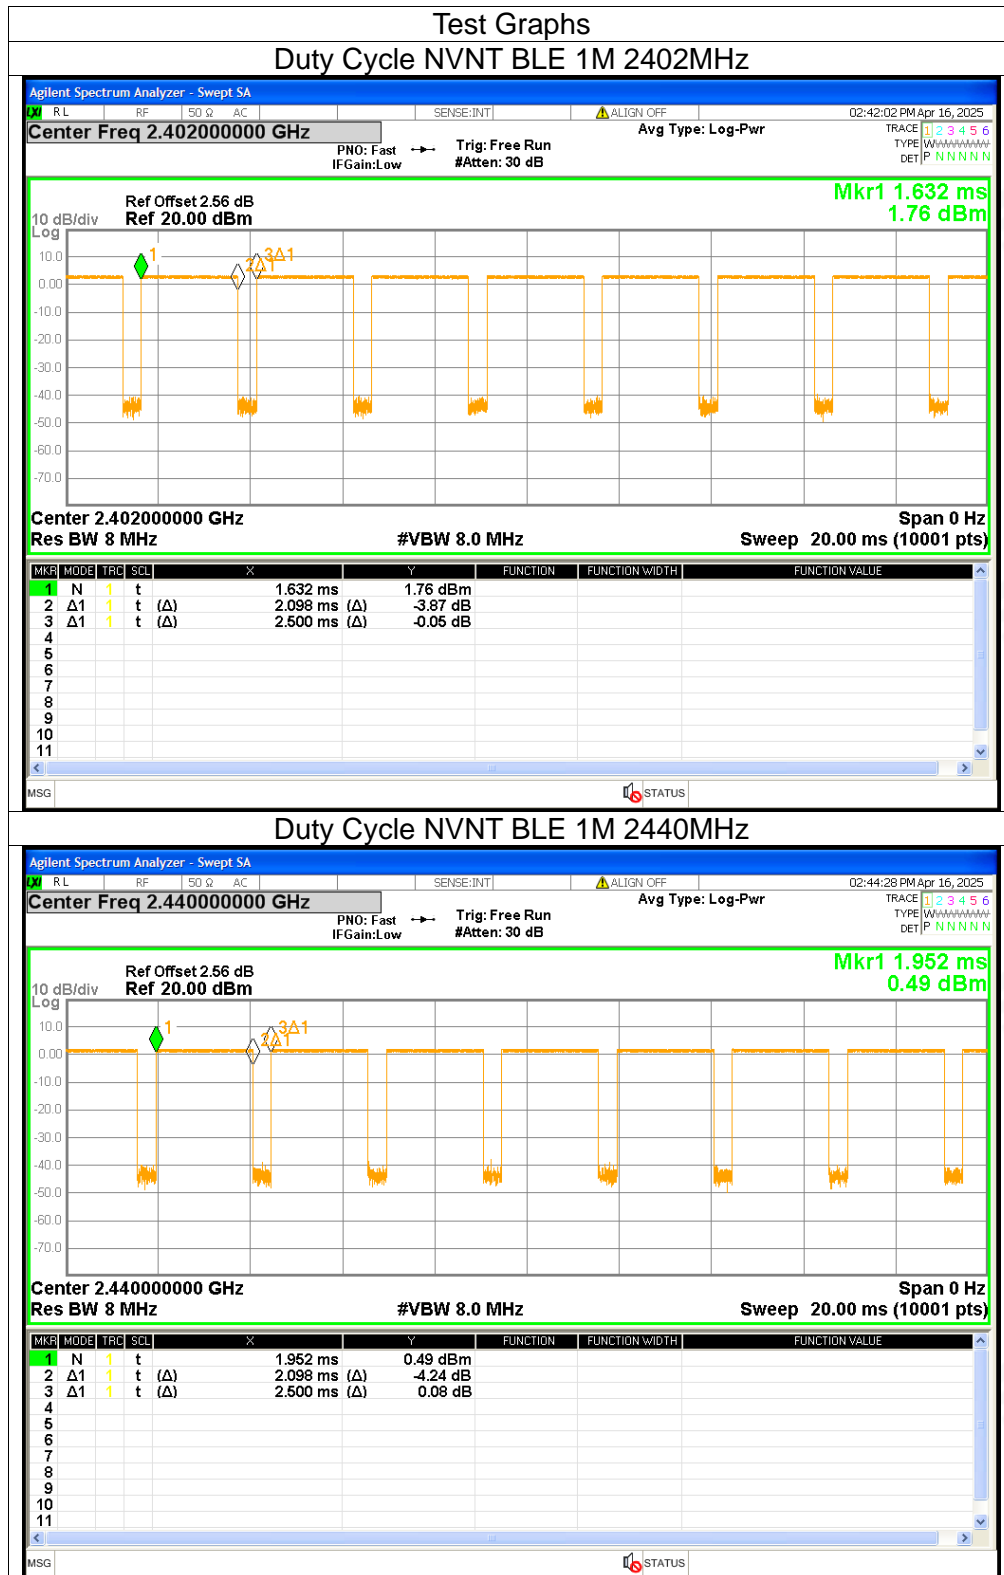 Test Graphs
Duty Cycle NVNT BLE 1M 2402MHz
Agilent Spectrum Analyzer - Swept SA
LXI RL RF 50 Ω AC SENSE:INT ALIGN OFF 02:42:02 PM Apr 16, 2025
Center Freq 2.402000000 GHz Avg Type: Log-Pwr TRACE 1 2 3 4 5 6
PNO: Fast Trig: Free Run TYPE W
IFGain:Low #Atten: 30 dB DET P N N N N N
Mkr1 1.632 ms
Ref Offset 2.56 dB
10 dB/div Ref 20.00 dBm 1.76 dBm
Log
10.0
1 2Δ1 3Δ1
0.00
-10.0
-20.0
-30.0
-40.0
-50.0
-60.0
-70.0
Center 2.402000000 GHz Span 0 Hz
Res BW 8 MHz #VBW 8.0 MHz Sweep 20.00 ms (10001 pts)
MKR MODE TRC SCL X Y FUNCTION FUNCTION WIDTH FUNCTION VALUE
1 N 1 t 1.632 ms 1.76 dBm
2 Δ1 1 t (Δ) 2.098 ms (Δ) -3.87 dB
3 Δ1 1 t (Δ) 2.500 ms (Δ) -0.05 dB
4
5
6
7
8
9
10
11
MSG STATUS
Duty Cycle NVNT BLE 1M 2440MHz
Agilent Spectrum Analyzer - Swept SA
LXI RL RF 50 Ω AC SENSE:INT ALIGN OFF 02:44:28 PM Apr 16, 2025
Center Freq 2.440000000 GHz Avg Type: Log-Pwr TRACE 1 2 3 4 5 6
PNO: Fast Trig: Free Run TYPE W
IFGain:Low #Atten: 30 dB DET P N N N N N
Mkr1 1.952 ms
Ref Offset 2.56 dB
10 dB/div Ref 20.00 dBm 0.49 dBm
Log
10.0
1 2Δ1 3Δ1
0.00
-10.0
-20.0
-30.0
-40.0
-50.0
-60.0
-70.0
Center 2.440000000 GHz Span 0 Hz
Res BW 8 MHz #VBW 8.0 MHz Sweep 20.00 ms (10001 pts)
MKR MODE TRC SCL X Y FUNCTION FUNCTION WIDTH FUNCTION VALUE
1 N 1 t 1.952 ms 0.49 dBm
2 Δ1 1 t (Δ) 2.098 ms (Δ) -4.24 dB
3 Δ1 1 t (Δ) 2.500 ms (Δ) 0.08 dB
4
5
6
7
8
9
10
11
MSG STATUS